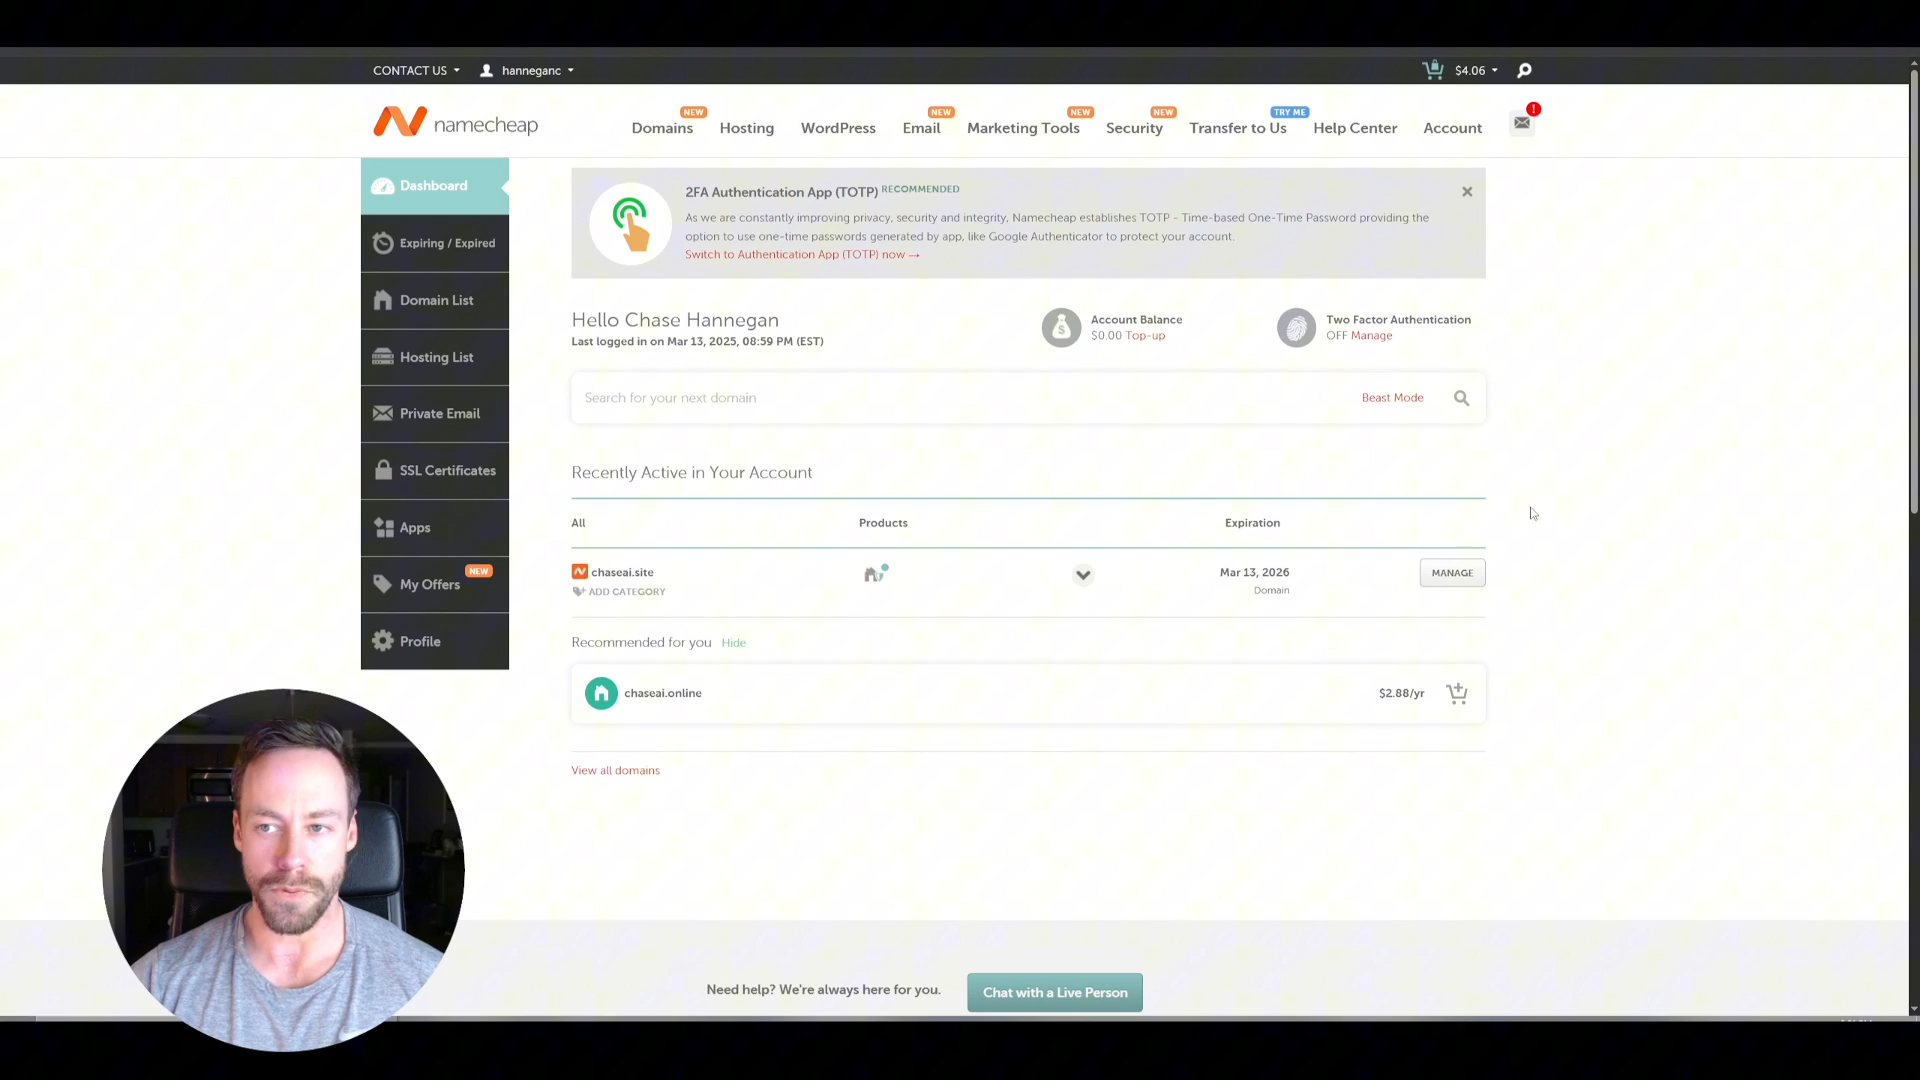 CONTACT US
hanneganc
$4.06
namecheap
Domains
NEW
Hosting
WordPress
Email
NEW
Marketing Tools
NEW
Security
NEW
Transfer to Us
TRY ME
Help Center
Account
!
Dashboard
Expiring / Expired
Domain List
Hosting List
Private Email
SSL Certificates
Apps
My Offers
NEW
Profile
2FA Authentication App (TOTP) RECOMMENDED
As we are constantly improving privacy, security and integrity, Namecheap establishes TOTP - Time-based One-Time Password providing the
option to use one-time passwords generated by app, like Google Authenticator to protect your account.
Switch to Authentication App (TOTP) now →
Hello Chase Hannegan
Last logged in on Mar 13, 2025, 08:59 PM (EST)
Account Balance
$0.00 Top-up
Two Factor Authentication
OFF Manage
Search for your next domain
Beast Mode
Recently Active in Your Account
All
Products
Expiration
chaseai.site
ADD CATEGORY
Mar 13, 2026
Domain
MANAGE
Recommended for you Hide
chaseai.online
$2.88/yr
View all domains
Need help? We're always here for you.
Chat with a Live Person